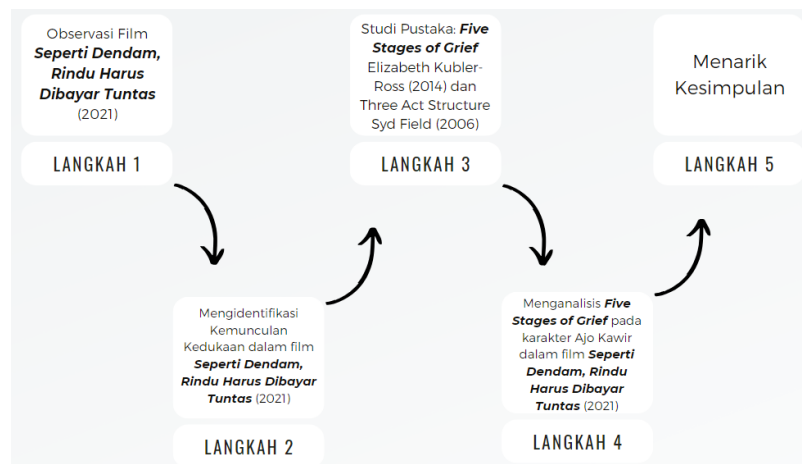 Observasi Film
Seperti Dendam,
Rindu Harus
Dibayar Tuntas
(2021)
LANGKAH 1
Mengidentifikasi
Kemunculan
Kedukaan dalam film
Seperti Dendam,
Rindu Harus Dibayar
Tuntas (2021)
LANGKAH 2
Studi Pustaka: Five
Stages of Grief
Elizabeth Kubler-
Ross (2014) dan
Three Act Structure
Syd Field (2006)
LANGKAH 3
Menganalisis Five
Stages of Grief pada
karakter Ajo Kawir
dalam film Seperti
Dendam, Rindu
Harus Dibayar
Tuntas (2021)
LANGKAH 4
Menarik
Kesimpulan
LANGKAH 5